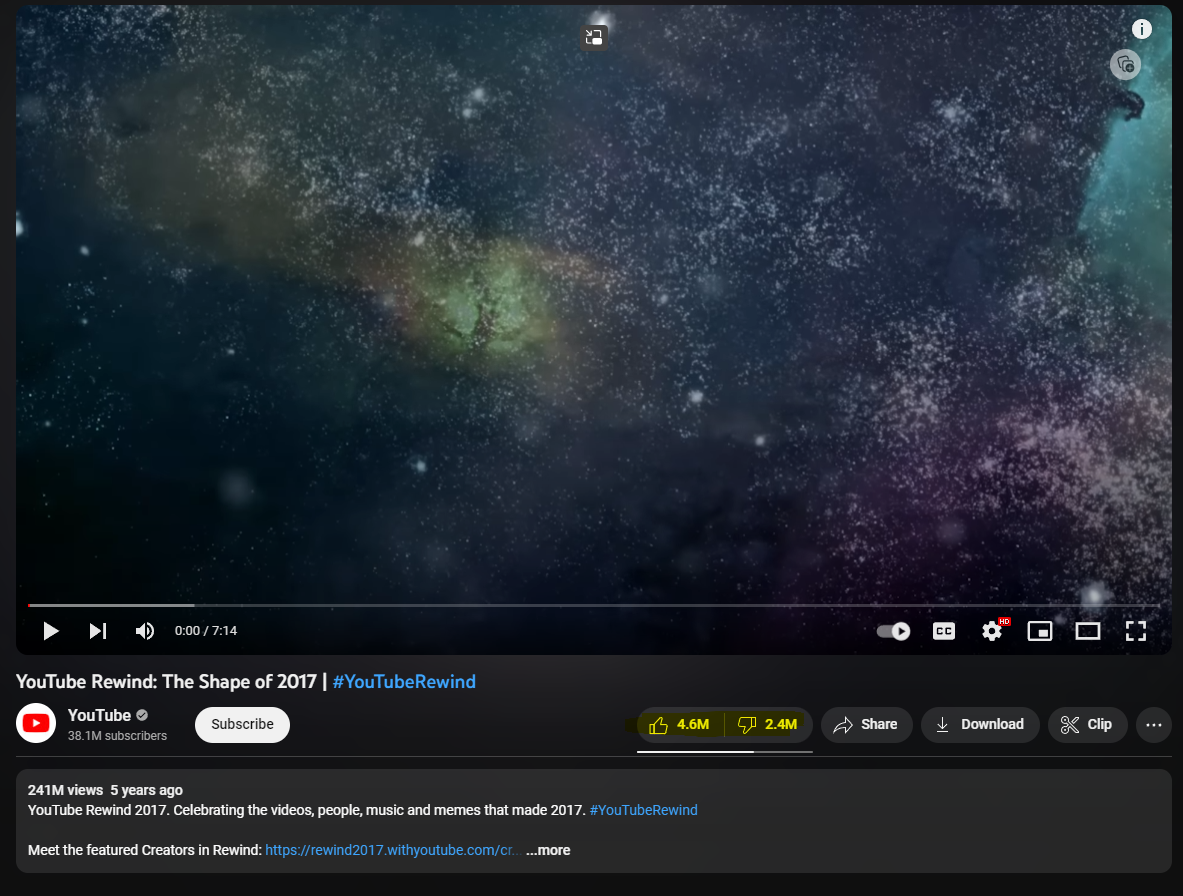 HD
0:00 / 7:14
CC
YouTube Rewind: The Shape of 2017 | #YouTubeRewind
YouTube
38.1M subscribers
Subscribe
4.6M
2.4M
Share
Download
Clip
241M views 5 years ago
YouTube Rewind 2017. Celebrating the videos, people, music and memes that made 2017. #YouTubeRewind
Meet the featured Creators in Rewind: https://rewind2017.withyoutube.com/cr... ...more